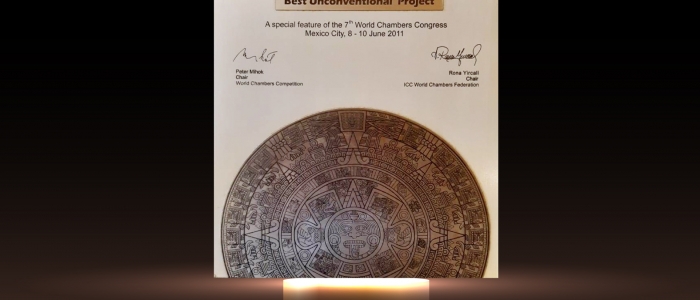 Best Unconventional Project
A special feature of the 7th World Chambers Congress
Mexico City, 8 - 10 June 2011
Peter Mihok
Chair
World Chambers Competition
Rona Yircali
Chair
ICC World Chambers Federation